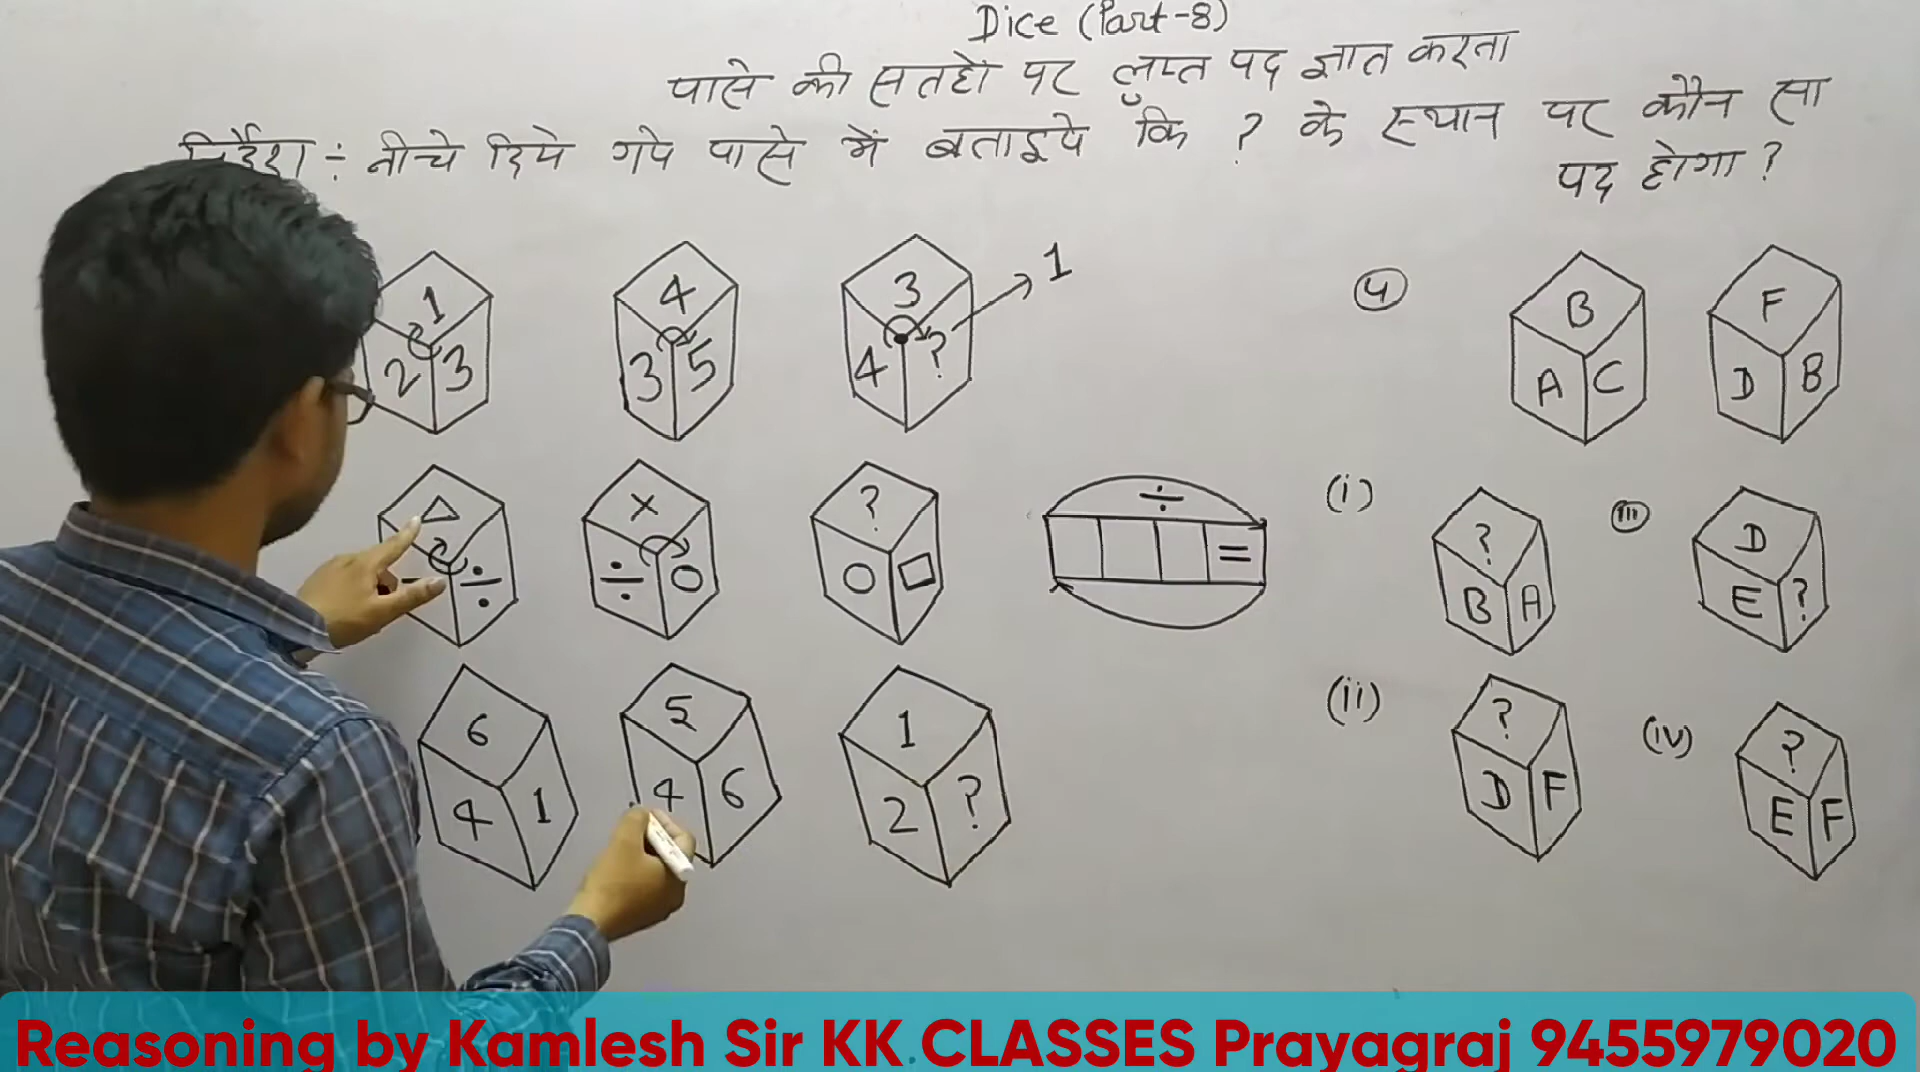 Dice (Part-8)
पासे की सतहों पर लुप्त पद ज्ञात करना
निर्देश ÷ नीचे दिये गये पासे में बताइये कि ? के स्थान पर कौन सा
पद होगा ?
1 2 3
4 3 5
3 4 ? 1
④
B A C
F D B
△ - ÷
× ÷ ○
? ○ □
÷
=
(i)
? B A
(iii)
D E ?
6 4 1
5 4 6
1 2 ?
(ii)
? D F
(iv)
? E F
Reasoning by Kamlesh Sir KK CLASSES Prayagraj 9455979020